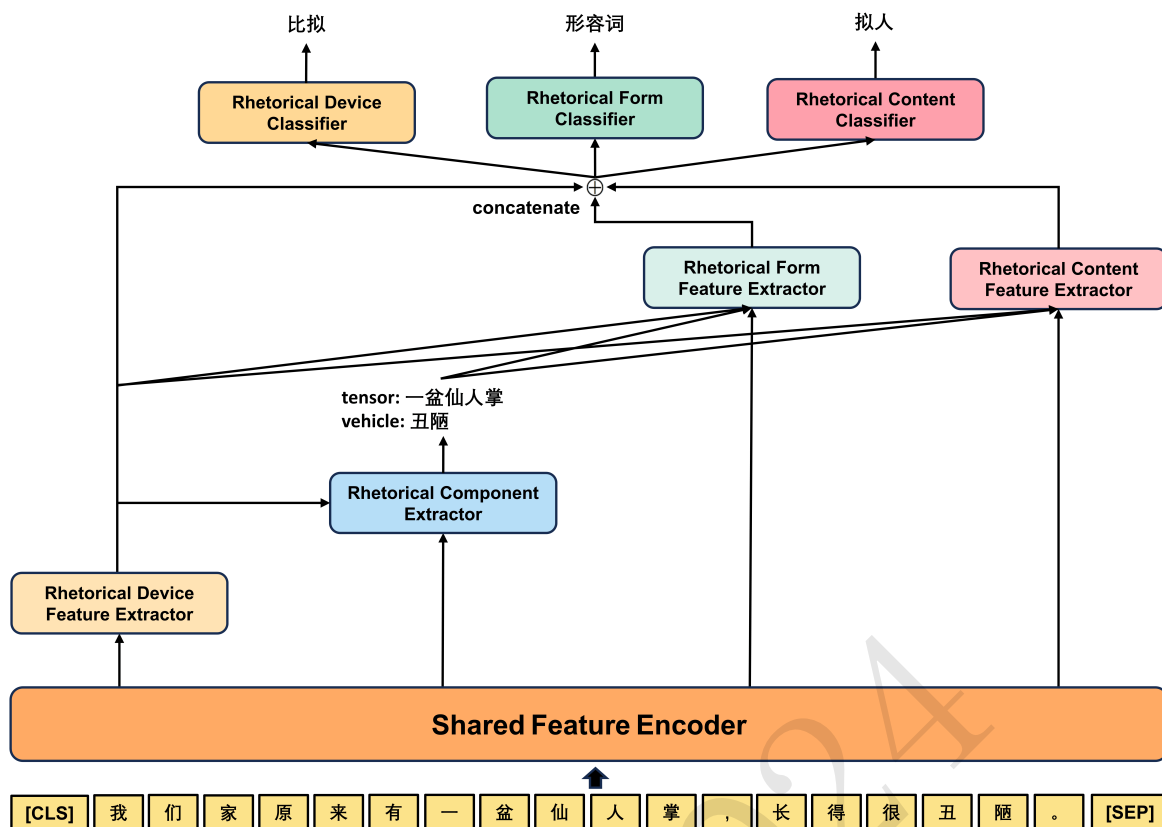 比拟
形容词
拟人
Rhetorical Device
Classifier
Rhetorical Form
Classifier
Rhetorical Content
Classifier
concatenate
Rhetorical Form
Feature Extractor
Rhetorical Content
Feature Extractor
tensor: 一盆仙人掌
vehicle: 丑陋
Rhetorical Component
Extractor
Rhetorical Device
Feature Extractor
Shared Feature Encoder
[CLS] 我 们 家 原 来 有 一 盆 仙 人 掌 , 长 得 很 丑 陋 。 [SEP]